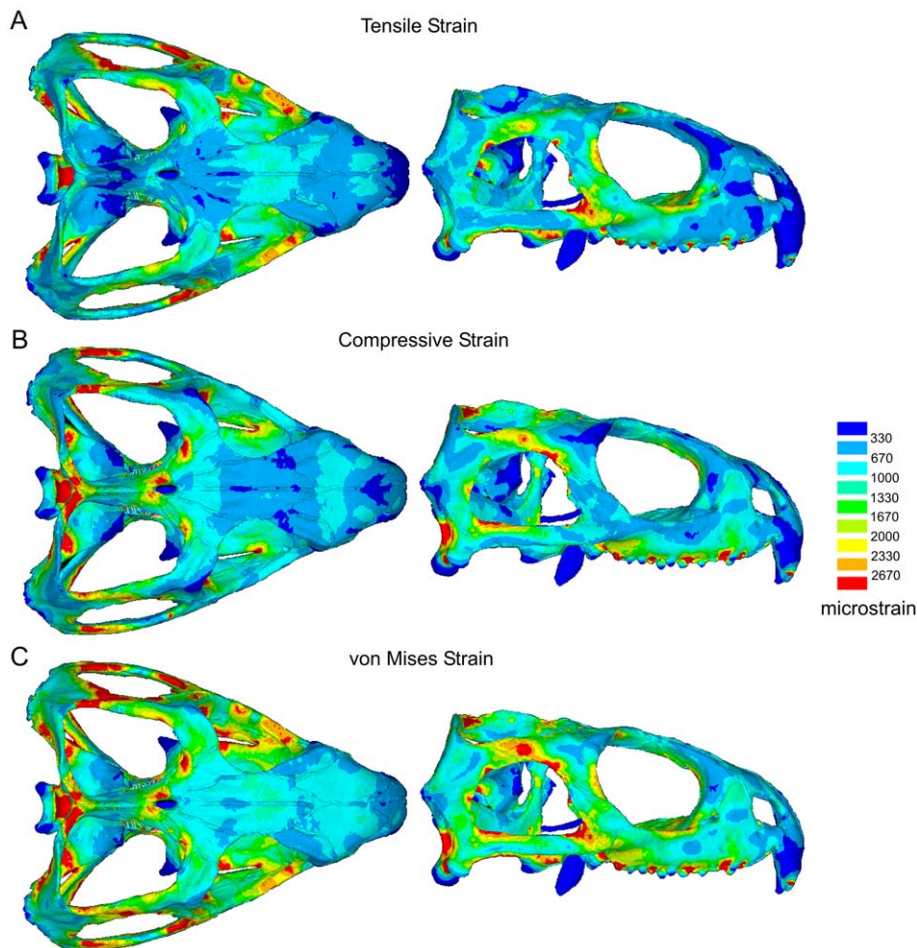 A
Tensile Strain
B
Compressive Strain
330
670
1000
1330
1670
2000
2330
2670
microstrain
C
von Mises Strain